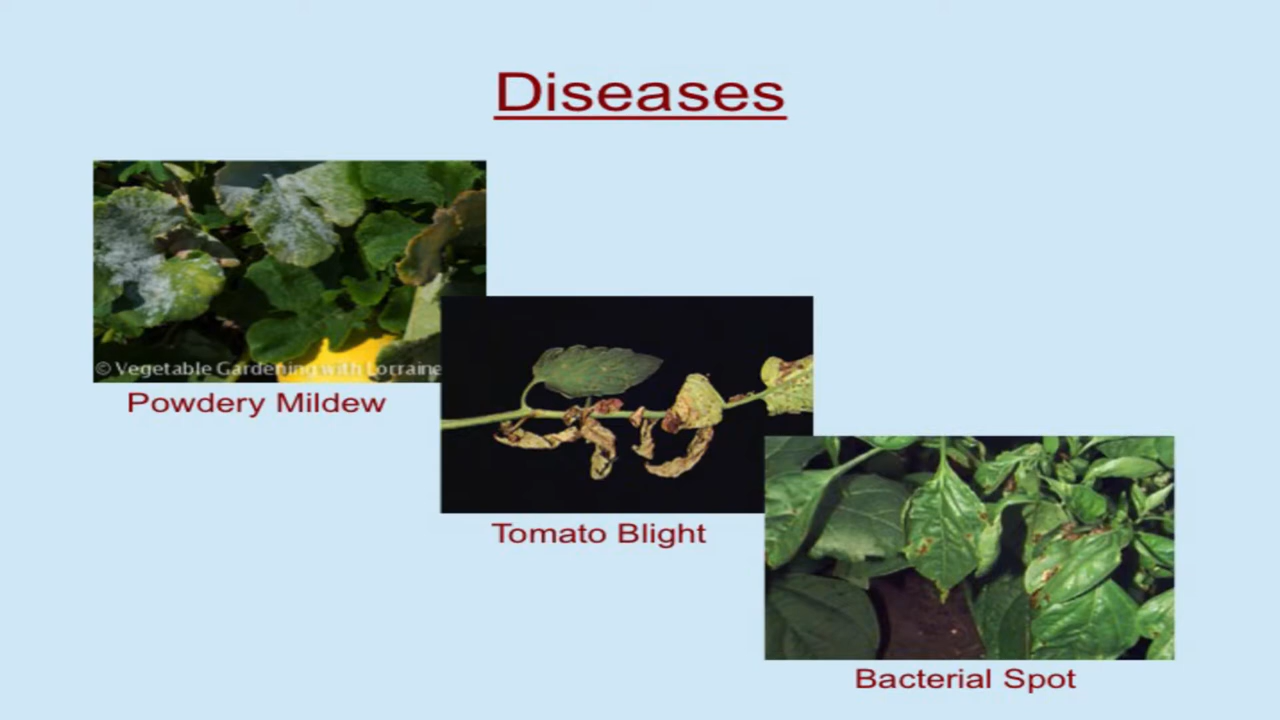 Diseases
© Vegetable Gardening with Lorraine
Powdery Mildew
Tomato Blight
Bacterial Spot